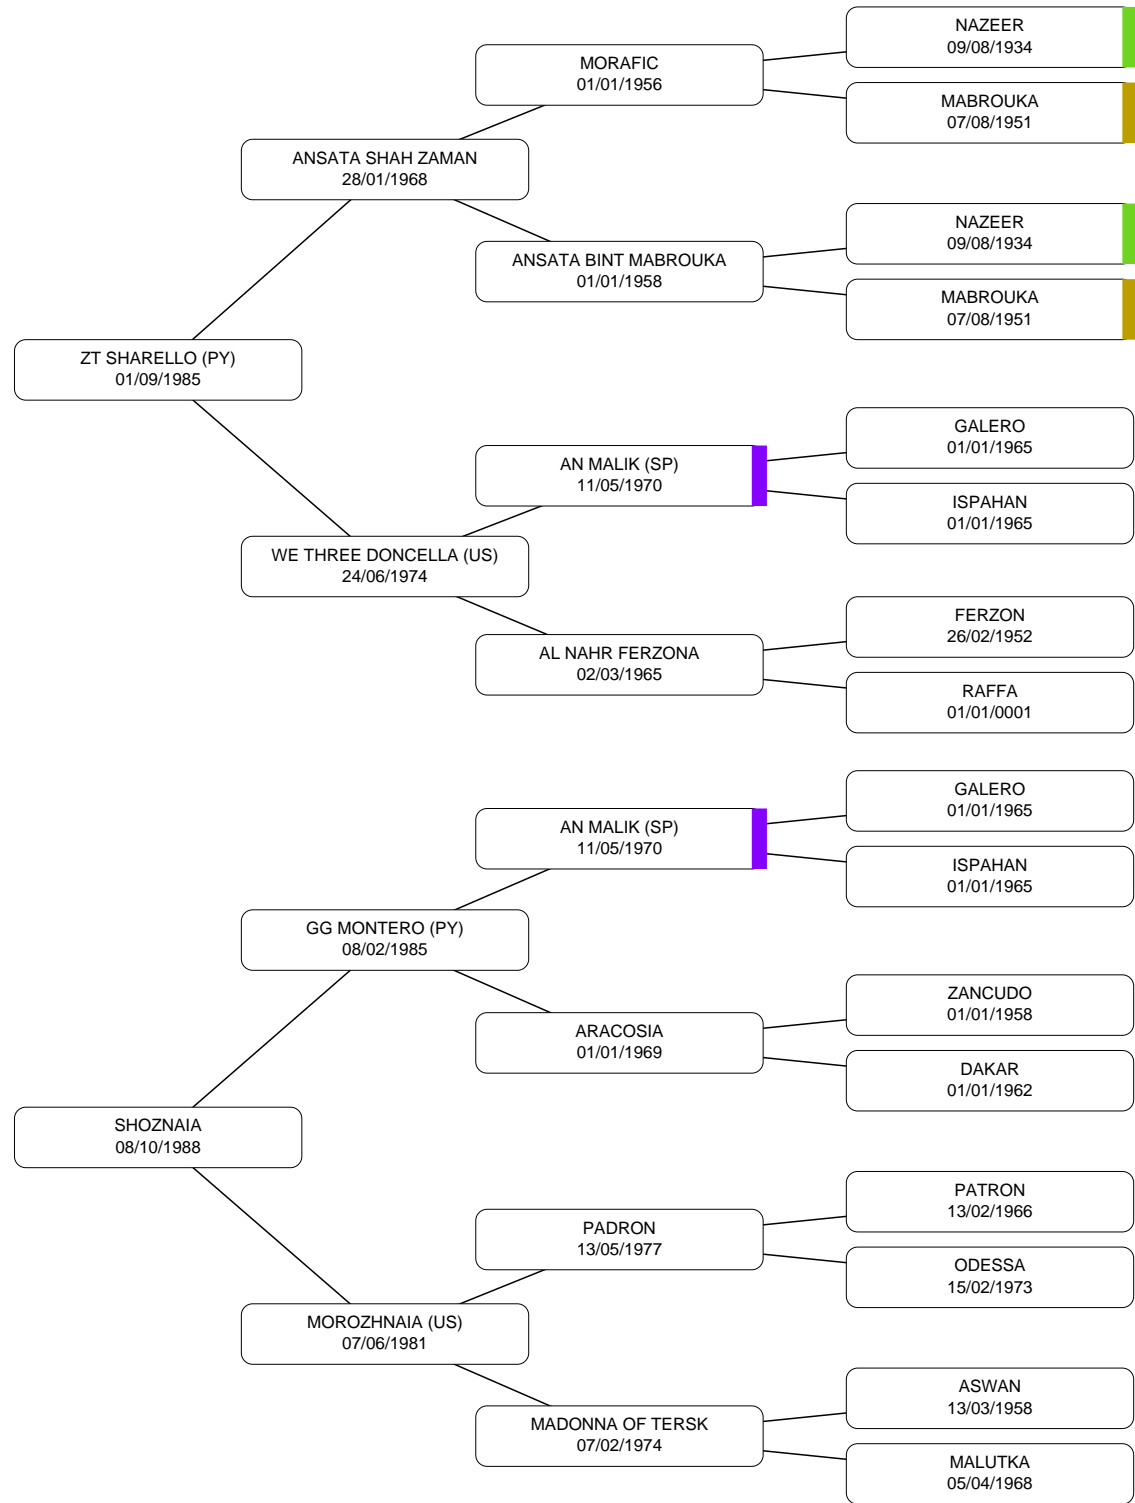 NAZEER
09/08/1934
MORAFIC
01/01/1956
MABROUKA
07/08/1951
ANSATA SHAH ZAMAN
28/01/1968
NAZEER
09/08/1934
ANSATA BINT MABROUKA
01/01/1958
MABROUKA
07/08/1951
ZT SHARELLO (PY)
01/09/1985
GALERO
01/01/1965
AN MALIK (SP)
11/05/1970
ISPAHAN
01/01/1965
WE THREE DONCELLA (US)
24/06/1974
FERZON
26/02/1952
AL NAHR FERZONA
02/03/1965
RAFFA
01/01/0001
GALERO
01/01/1965
AN MALIK (SP)
11/05/1970
ISPAHAN
01/01/1965
GG MONTERO (PY)
08/02/1985
ZANCUDO
01/01/1958
ARACOSIA
01/01/1969
DAKAR
01/01/1962
SHOZNAIA
08/10/1988
PATRON
13/02/1966
PADRON
13/05/1977
ODESSA
15/02/1973
MOROZHNAIA (US)
07/06/1981
ASWAN
13/03/1958
MADONNA OF TERSK
07/02/1974
MALUTKA
05/04/1968